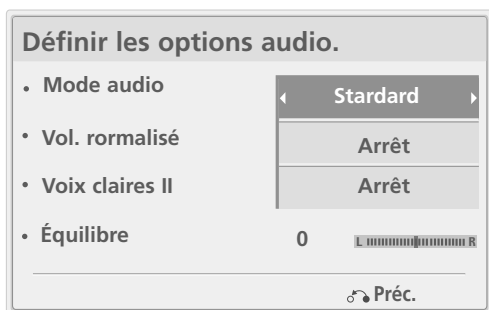 Définir les options audio.
• Mode audio Stardard
• Vol. rormalisé Arrêt
• Voix claires II Arrêt
• Équilibre 0 L R
Préc.